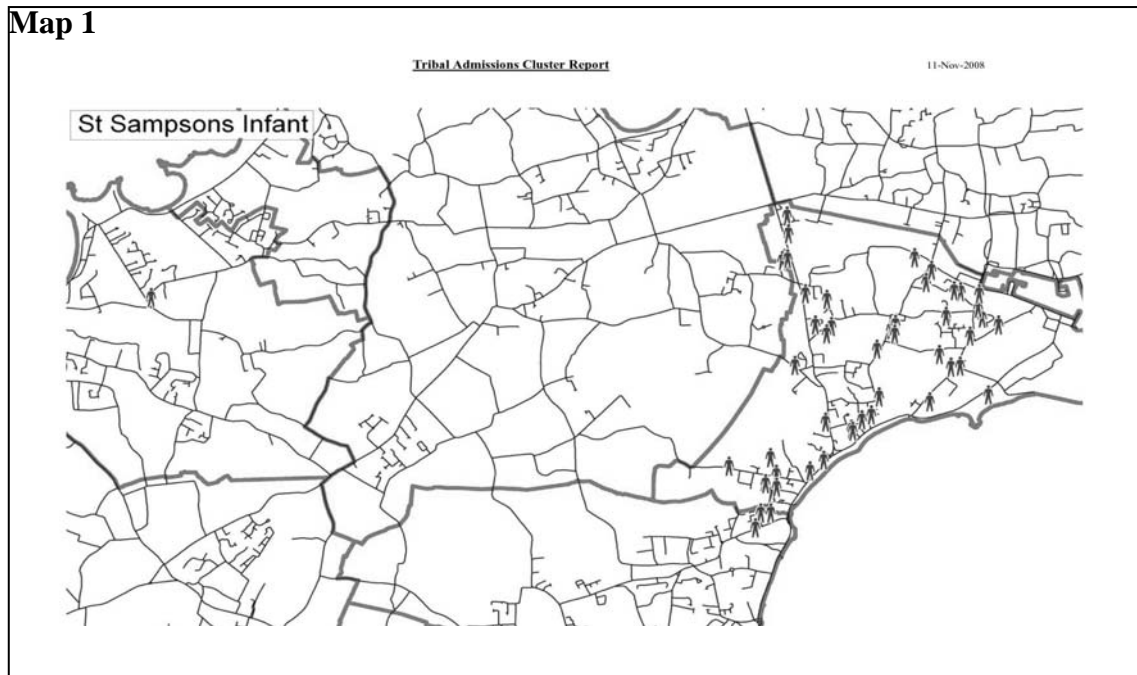 Map 1
Tribal Admissions Cluster Report
11-Nov-2008
St Sampsons Infant